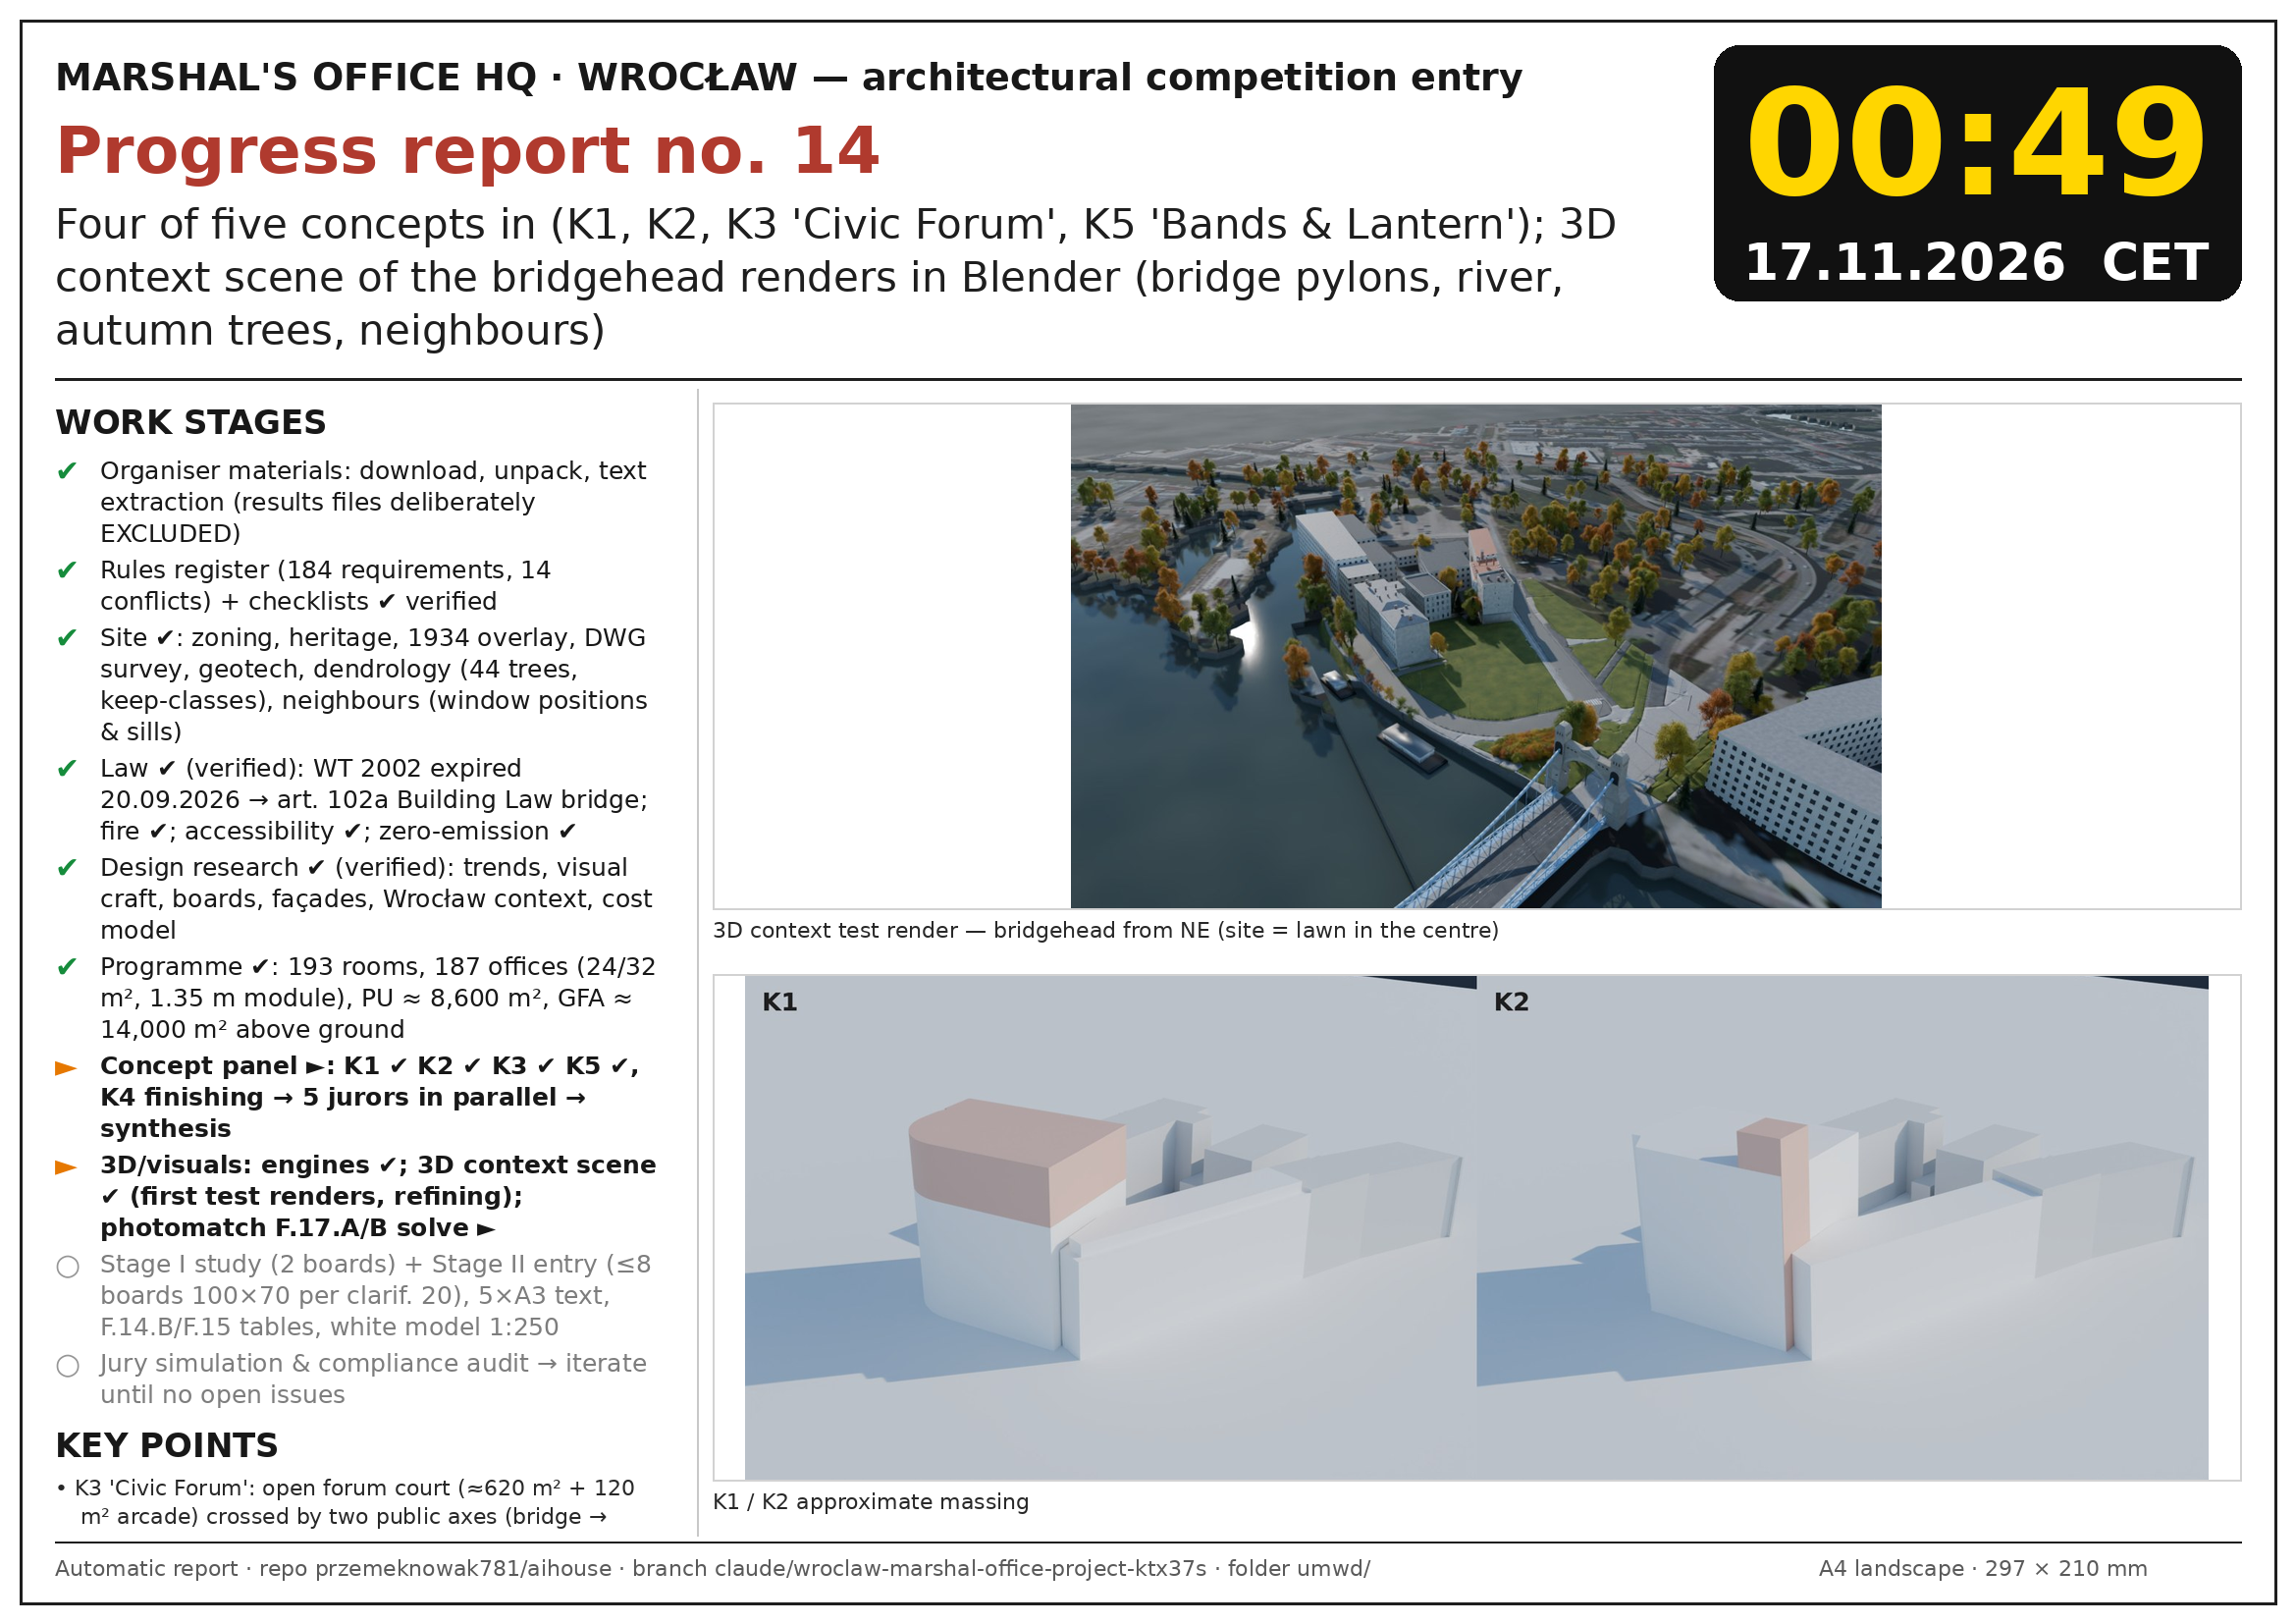 MARSHAL'S OFFICE HQ · WROCŁAW — architectural competition entry
Progress report no. 14
Four of five concepts in (K1, K2, K3 'Civic Forum', K5 'Bands & Lantern'); 3D
context scene of the bridgehead renders in Blender (bridge pylons, river,
autumn trees, neighbours)
00:49
17.11.2026 CET
WORK STAGES
✔ Organiser materials: download, unpack, text
extraction (results files deliberately
EXCLUDED)
✔ Rules register (184 requirements, 14
conflicts) + checklists ✔ verified
✔ Site ✔: zoning, heritage, 1934 overlay, DWG
survey, geotech, dendrology (44 trees,
keep-classes), neighbours (window positions
& sills)
✔ Law ✔ (verified): WT 2002 expired
20.09.2026 → art. 102a Building Law bridge;
fire ✔; accessibility ✔; zero-emission ✔
✔ Design research ✔ (verified): trends, visual
craft, boards, façades, Wrocław context, cost
model
✔ Programme ✔: 193 rooms, 187 offices (24/32
m², 1.35 m module), PU ≈ 8,600 m², GFA ≈
14,000 m² above ground
► Concept panel ►: K1 ✔ K2 ✔ K3 ✔ K5 ✔,
K4 finishing → 5 jurors in parallel →
synthesis
► 3D/visuals: engines ✔; 3D context scene
✔ (first test renders, refining);
photomatch F.17.A/B solve ►
○ Stage I study (2 boards) + Stage II entry (≤8
boards 100×70 per clarif. 20), 5×A3 text,
F.14.B/F.15 tables, white model 1:250
○ Jury simulation & compliance audit → iterate
until no open issues
KEY POINTS
• K3 'Civic Forum': open forum court (≈620 m² + 120
m² arcade) crossed by two public axes (bridge →
3D context test render — bridgehead from NE (site = lawn in the centre)
K1
K2
K1 / K2 approximate massing
Automatic report · repo przemeknowak781/aihouse · branch claude/wroclaw-marshal-office-project-ktx37s · folder umwd/
A4 landscape · 297 × 210 mm